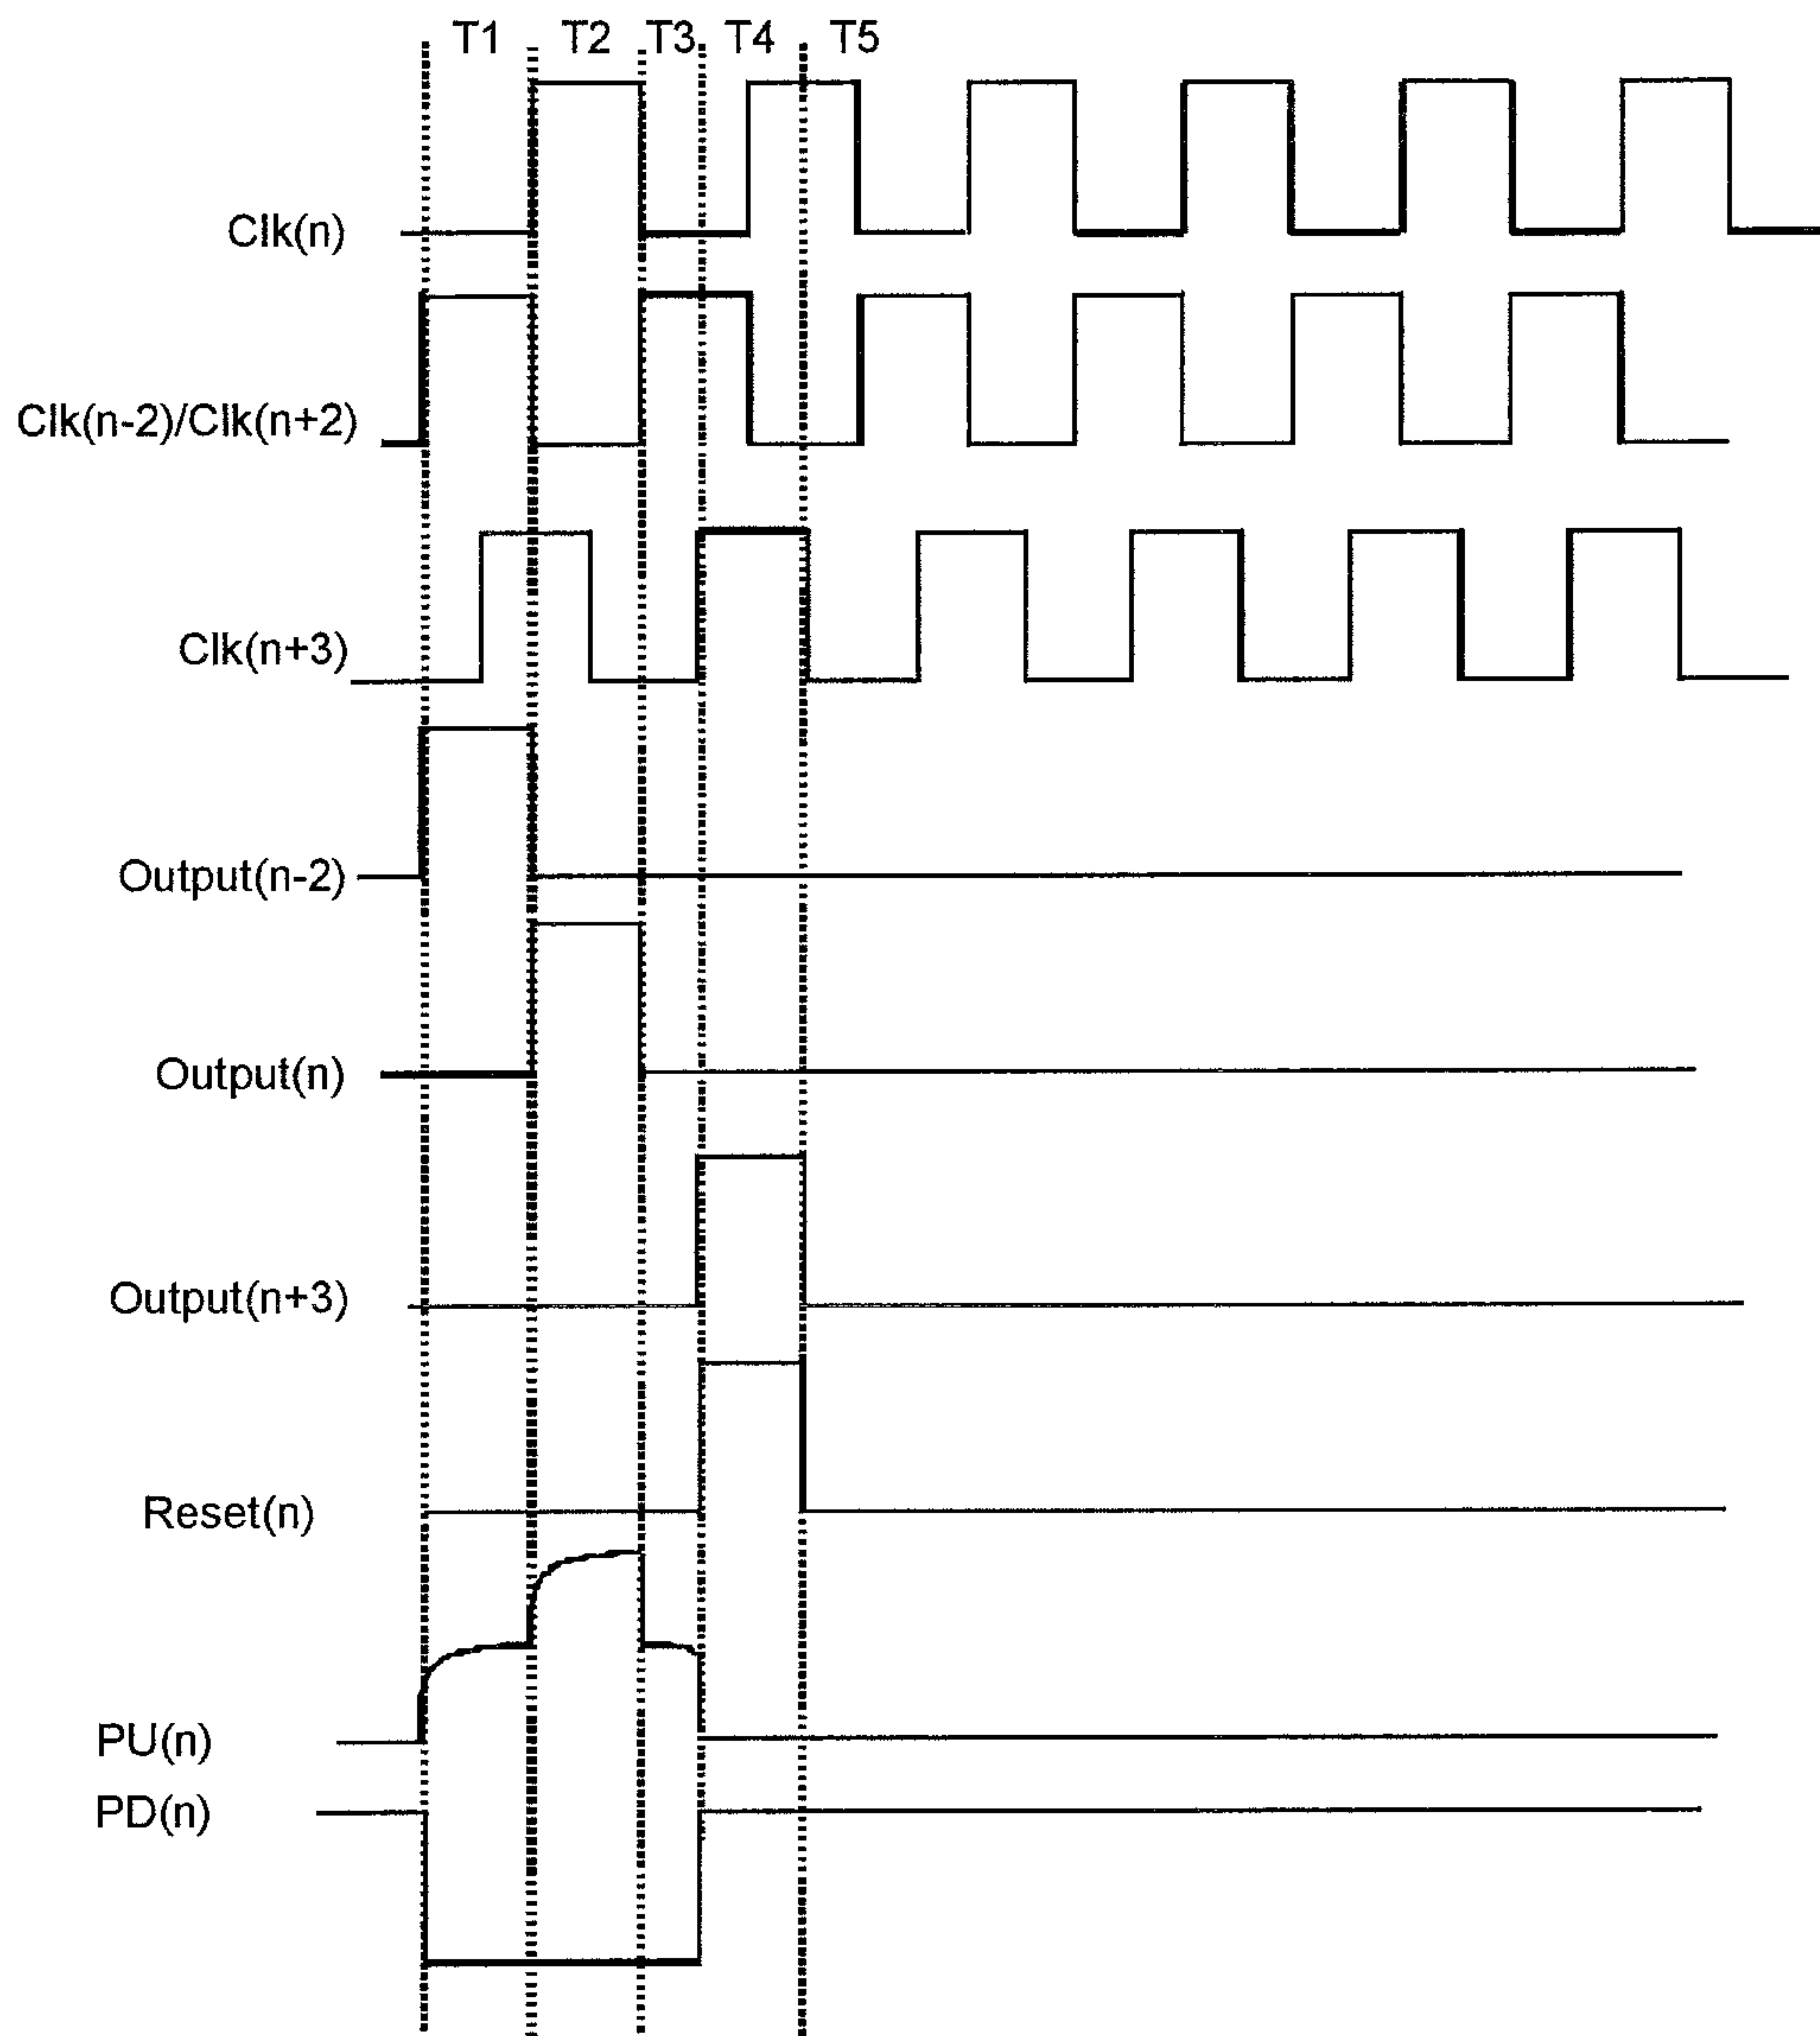 T1 T2 T3 T4 T5
Clk(n)
Clk(n-2)/Clk(n+2)
Clk(n+3)
Output(n-2)
Output(n)
Output(n+3)
Reset(n)
PU(n)
PD(n)